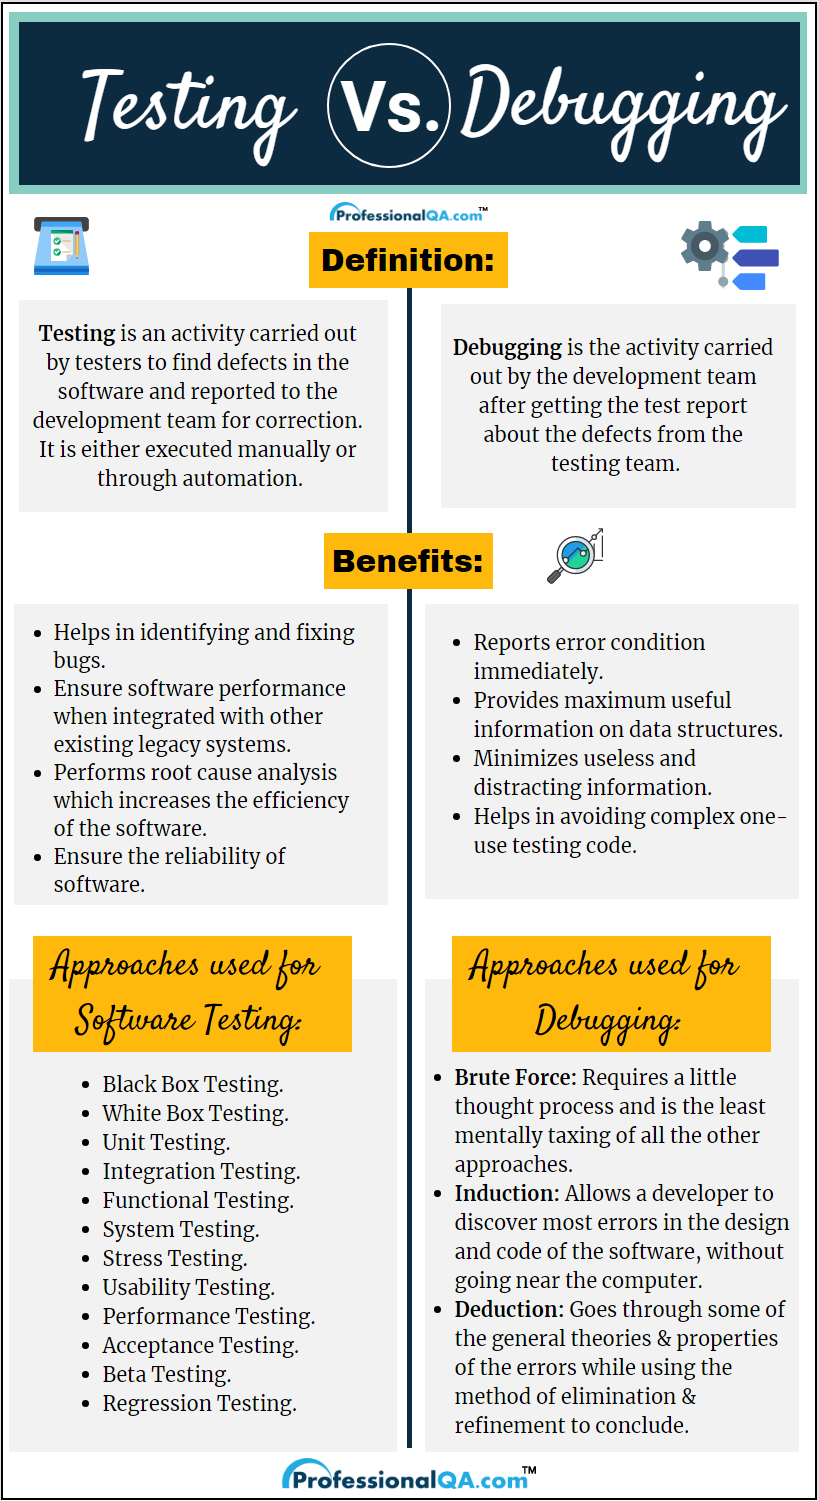 Testing Vs. Debugging
ProfessionalQA.com™
Definition:
Testing is an activity carried out
by testers to find defects in the
software and reported to the
development team for correction.
It is either executed manually or
through automation.
Debugging is the activity carried
out by the development team
after getting the test report
about the defects from the
testing team.
Benefits:
• Helps in identifying and fixing
bugs.
• Ensure software performance
when integrated with other
existing legacy systems.
• Performs root cause analysis
which increases the efficiency
of the software.
• Ensure the reliability of
software.
• Reports error condition
immediately.
• Provides maximum useful
information on data structures.
• Minimizes useless and
distracting information.
• Helps in avoiding complex one-
use testing code.
Approaches used for
Software Testing:
• Black Box Testing.
• White Box Testing.
• Unit Testing.
• Integration Testing.
• Functional Testing.
• System Testing.
• Stress Testing.
• Usability Testing.
• Performance Testing.
• Acceptance Testing.
• Beta Testing.
• Regression Testing.
Approaches used for
Debugging:
• Brute Force: Requires a little
thought process and is the least
mentally taxing of all the other
approaches.
• Induction: Allows a developer to
discover most errors in the design
and code of the software, without
going near the computer.
• Deduction: Goes through some of
the general theories & properties
of the errors while using the
method of elimination &
refinement to conclude.
ProfessionalQA.com™